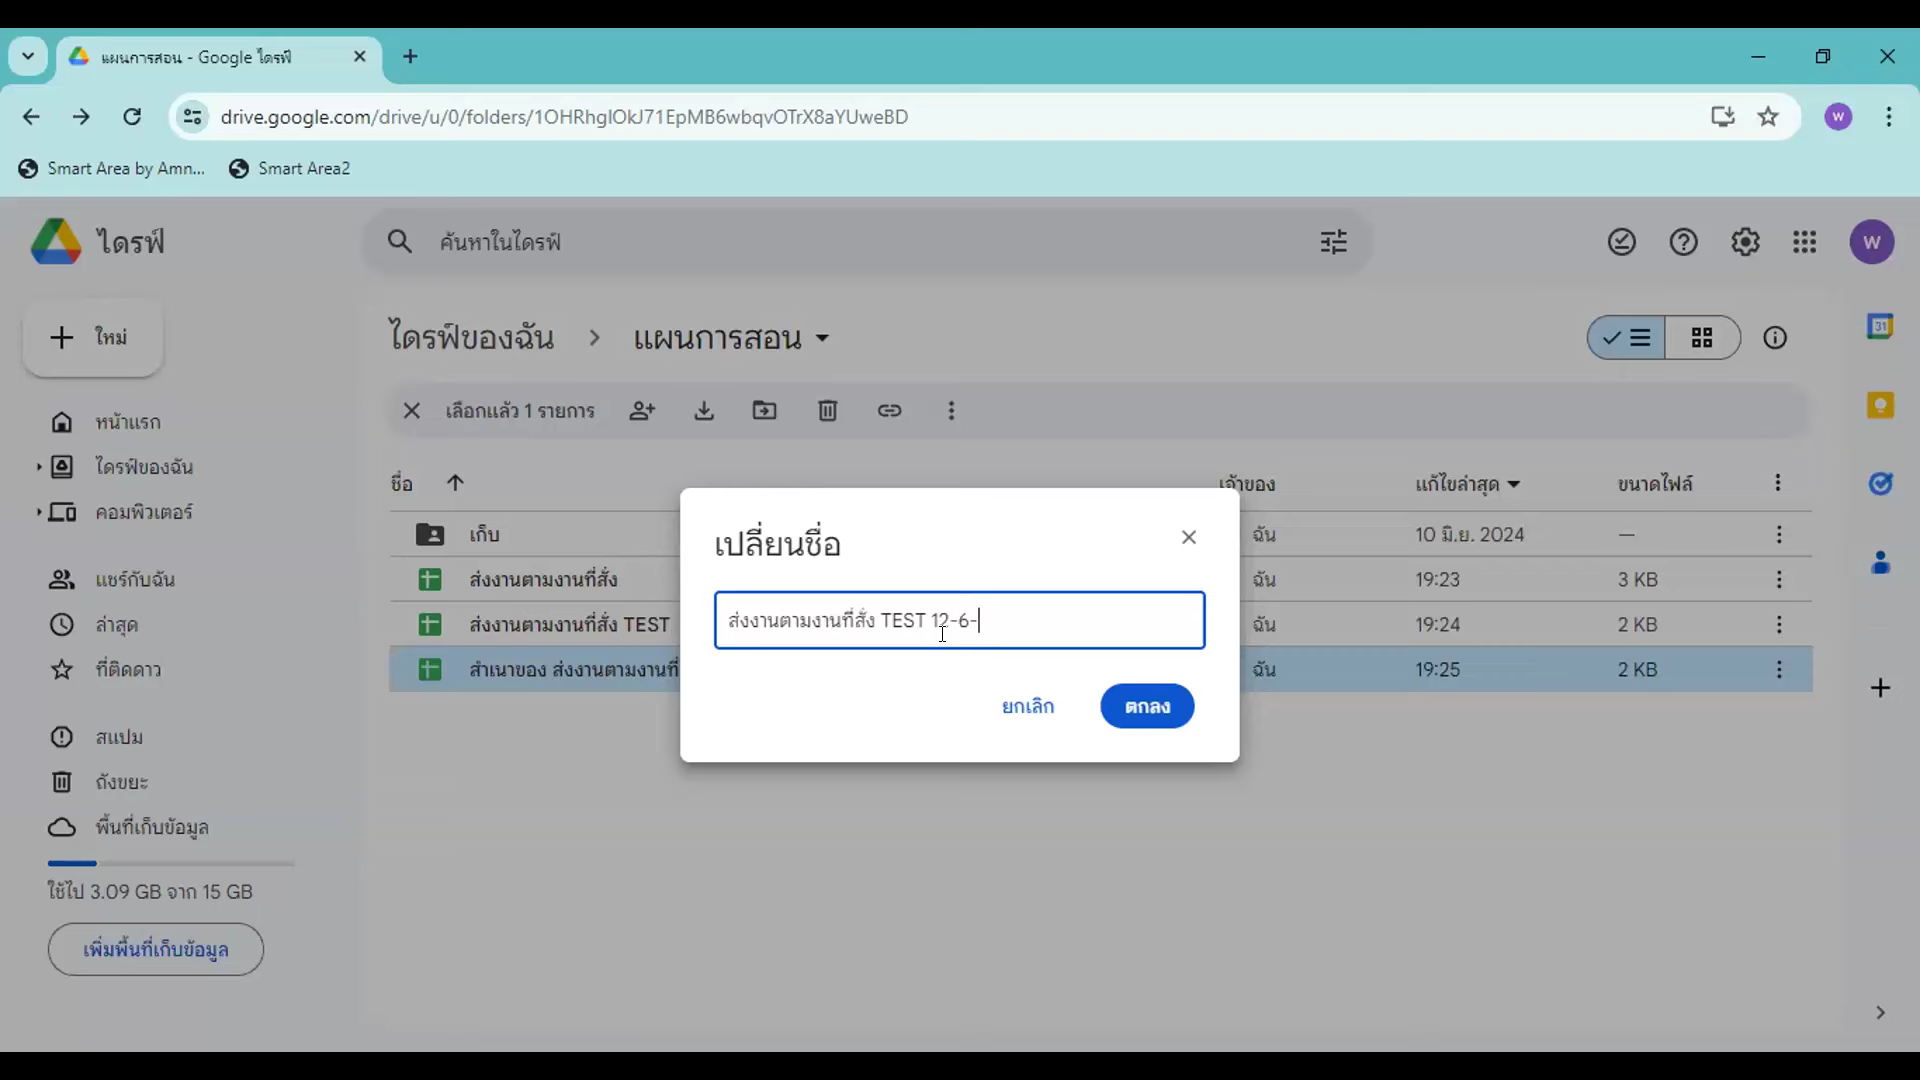 แผนการสอน - Google ไดรฟ์
drive.google.com/drive/u/0/folders/1OHRhglOkJ71EpMB6wbqvOTrX8aYUweBD
W
Smart Area by Amn...
Smart Area2
ไดรฟ์
ค้นหาในไดรฟ์
W
ใหม่
ไดรฟ์ของฉัน
แผนการสอน
31
เลือกแล้ว 1 รายการ
หน้าแรก
ไดรฟ์ของฉัน
คอมพิวเตอร์
แชร์กับฉัน
ล่าสุด
ที่ติดดาว
สแปม
ถังขยะ
พื้นที่เก็บข้อมูล
ใช้ไป 3.09 GB จาก 15 GB
เพิ่มพื้นที่เก็บข้อมูล
ชื่อ เจ้าของ แก้ไขล่าสุด ขนาดไฟล์
เก็บ ฉัน 10 มิ.ย. 2024 —
ส่งงานตามงานที่สั่ง ฉัน 19:23 3 KB
ส่งงานตามงานที่สั่ง TEST ฉัน 19:24 2 KB
สำเนาของ ส่งงานตามงานที่ ฉัน 19:25 2 KB
เปลี่ยนชื่อ
ส่งงานตามงานที่สั่ง TEST 12-6-
ยกเลิก ตกลง